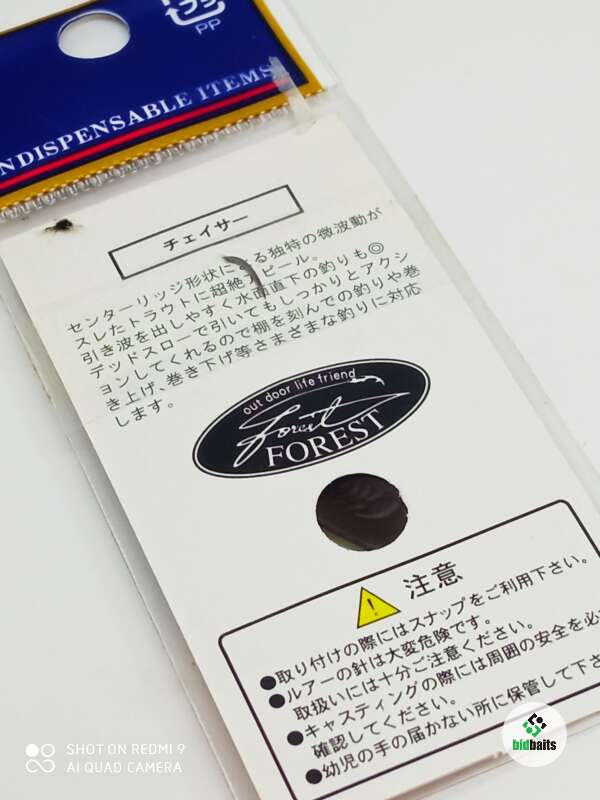 プラ
PP
NDISPENSABLE ITEMS
チェイサー
センターリッジ形状に る独特の微波動が
スレたトラウトに超絶 ピール。
引き波を出しやすく水面直下の釣りも◎
デッドスローで引いてもしっかりとアクシ
ョンしてくれるので棚を刻んでの釣りや巻
き上げ、巻き下げ等さまざまな釣りに対応
します。
out door life friend
Forest
FOREST
注意
●取り付けの際にはスナップをご利用下さい。
●ルアーの針は大変危険です。
取扱いには十分ご注意ください。
●キャスティングの際には周囲の安全を必
確認してください。
●幼児の手の届かない所に保管して下さ
bidbaits
SHOT ON REDMI 9
AI QUAD CAMERA